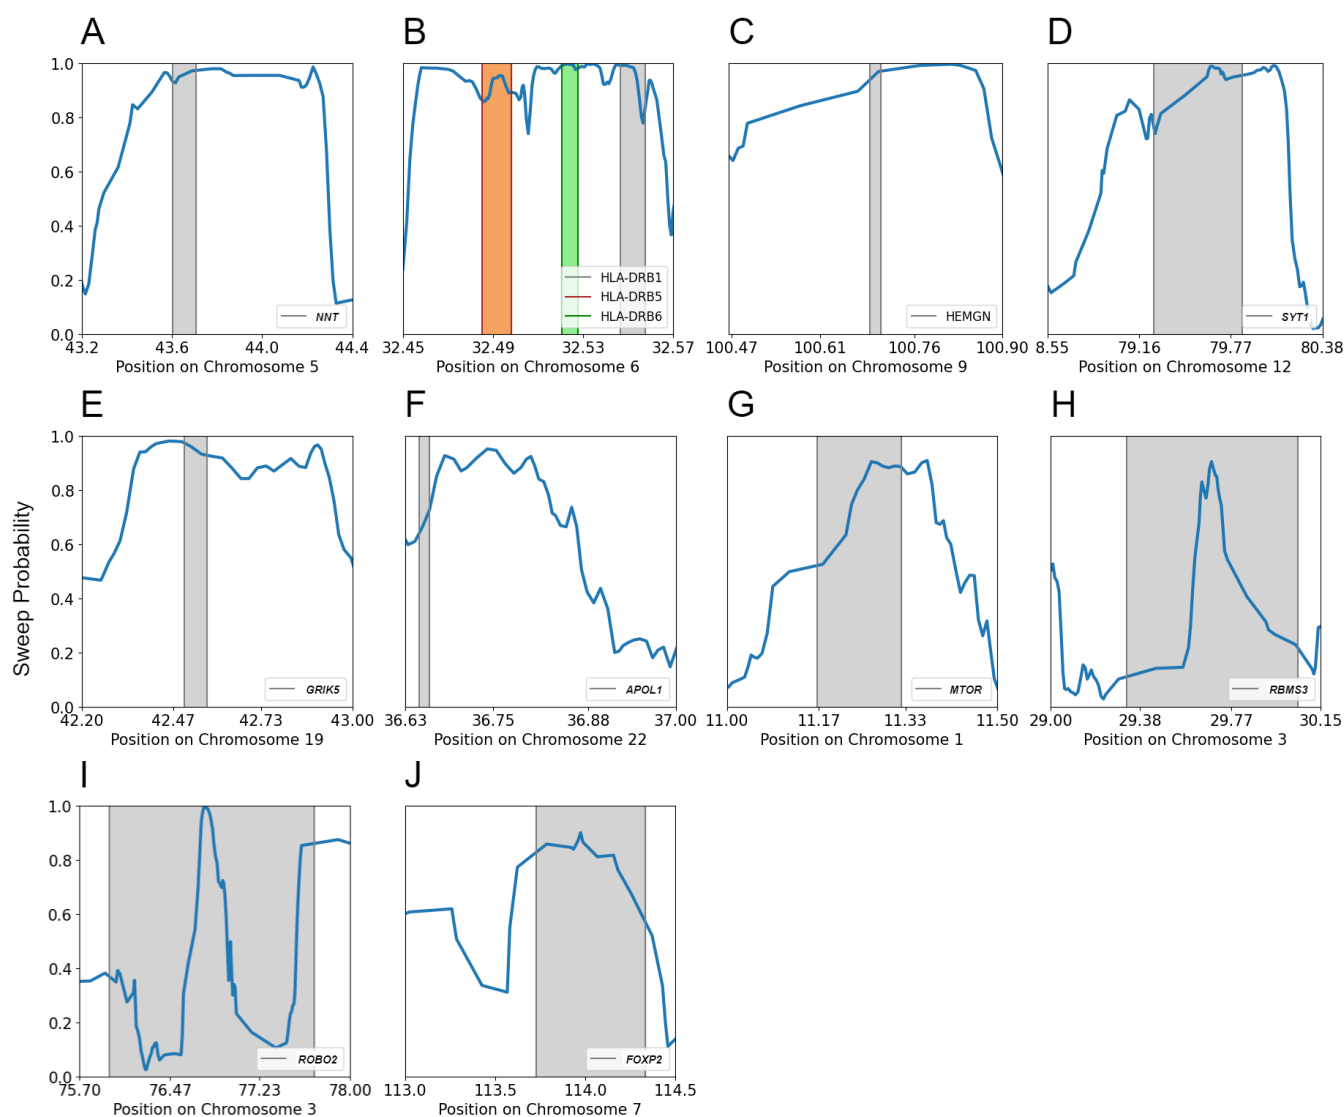 A
B
C
D
1.0
0.8
0.6
0.4
0.2
0.0
NNT
HLA-DRB1
HLA-DRB5
HLA-DRB6
HEMGN
SYT1
43.2 43.6 44.0 44.4
32.45 32.49 32.53 32.57
100.47 100.61 100.76 100.90
8.55 79.16 79.77 80.38
Position on Chromosome 5
Position on Chromosome 6
Position on Chromosome 9
Position on Chromosome 12
E
F
G
H
Sweep Probability
1.0
0.8
0.6
0.4
0.2
0.0
GRIK5
APOL1
MTOR
RBMS3
42.20 42.47 42.73 43.00
36.63 36.75 36.88 37.00
11.00 11.17 11.33 11.50
29.00 29.38 29.77 30.15
Position on Chromosome 19
Position on Chromosome 22
Position on Chromosome 1
Position on Chromosome 3
I
J
1.0
0.8
0.6
0.4
0.2
0.0
ROBO2
FOXP2
75.70 76.47 77.23 78.00
113.0 113.5 114.0 114.5
Position on Chromosome 3
Position on Chromosome 7